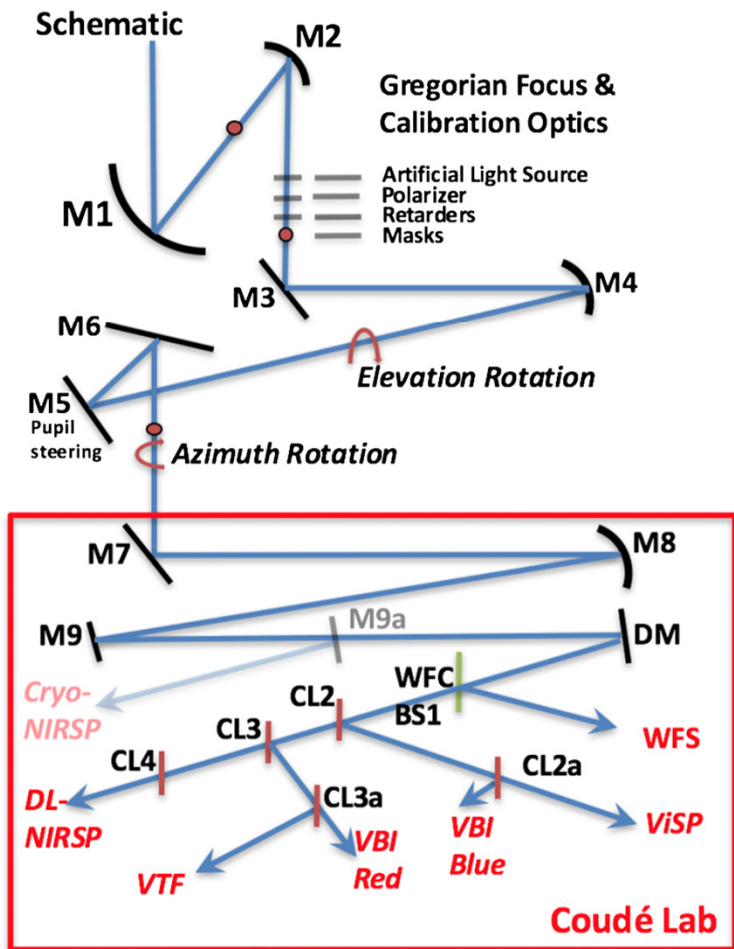 Schematic
M2
Gregorian Focus &
Calibration Optics
Artificial Light Source
Polarizer
Retarders
Masks
M1
M3
M4
M6
Elevation Rotation
M5
Pupil
steering
Azimuth Rotation
M7
M8
M9
M9a
DM
Cryo-
NIRSP
WFC
BS1
CL2
WFS
CL3
CL4
CL2a
DL-
NIRSP
CL3a
VBI
Blue
ViSP
VTF
VBI
Red
Coudé Lab